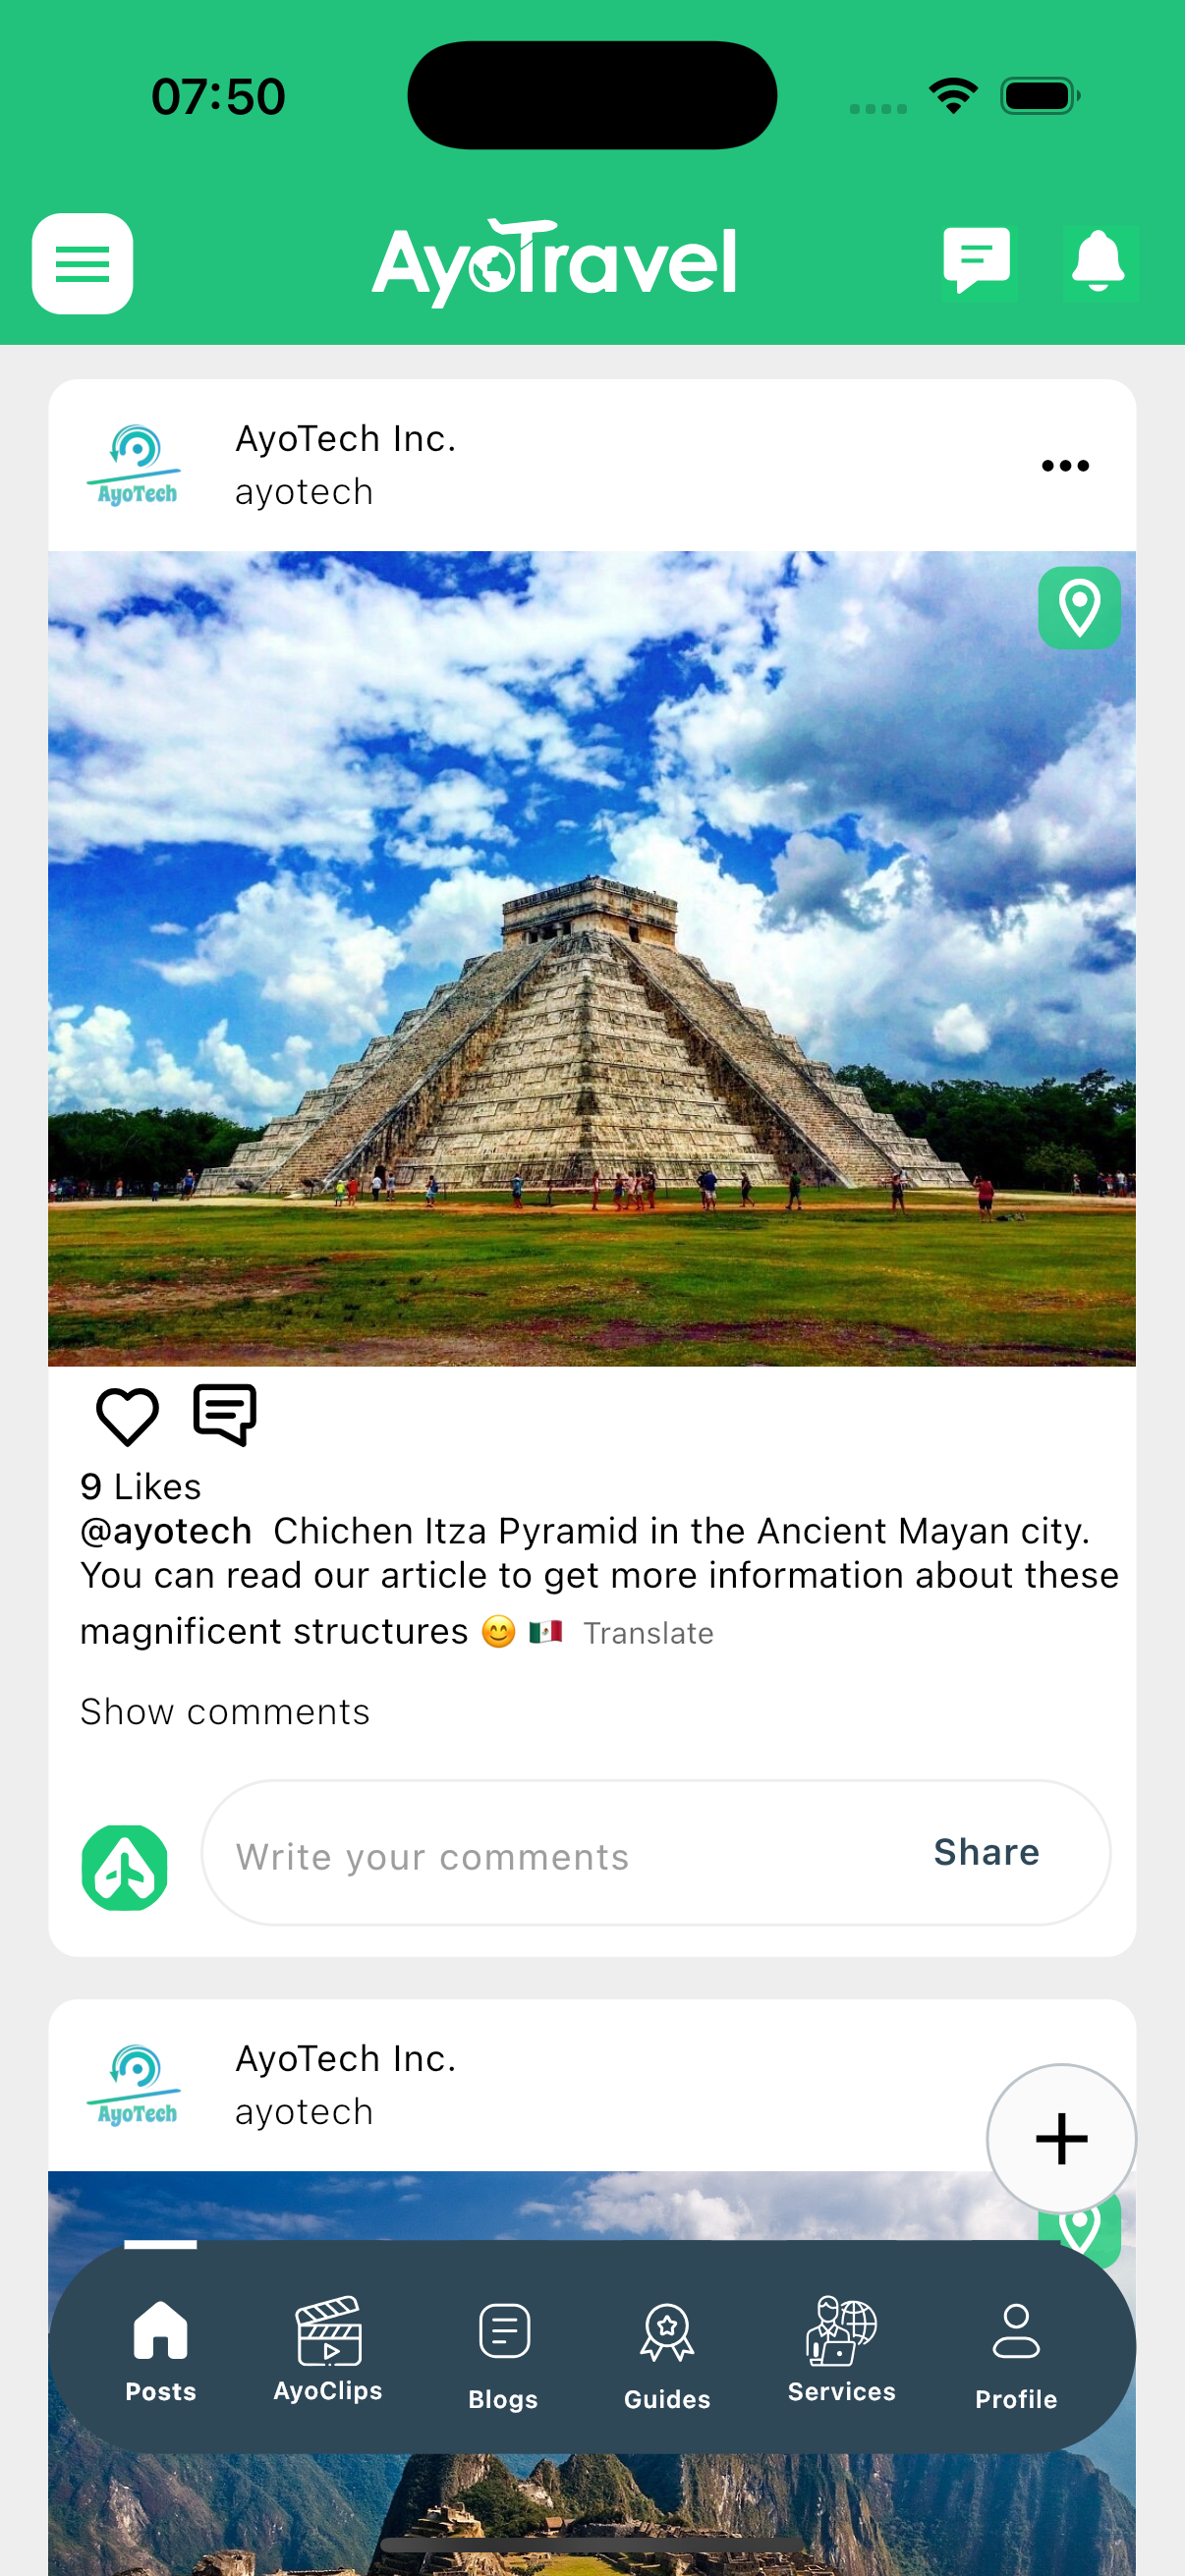 07:50
AyoTravel
AyoTech Inc.
ayotech
AyoTech
9 Likes
@ayotech Chichen Itza Pyramid in the Ancient Mayan city.
You can read our article to get more information about these
magnificent structures 😊 🇲🇽 Translate
Show comments
Write your comments
Share
AyoTech Inc.
ayotech
AyoTech
Posts
AyoClips
Blogs
Guides
Services
Profile